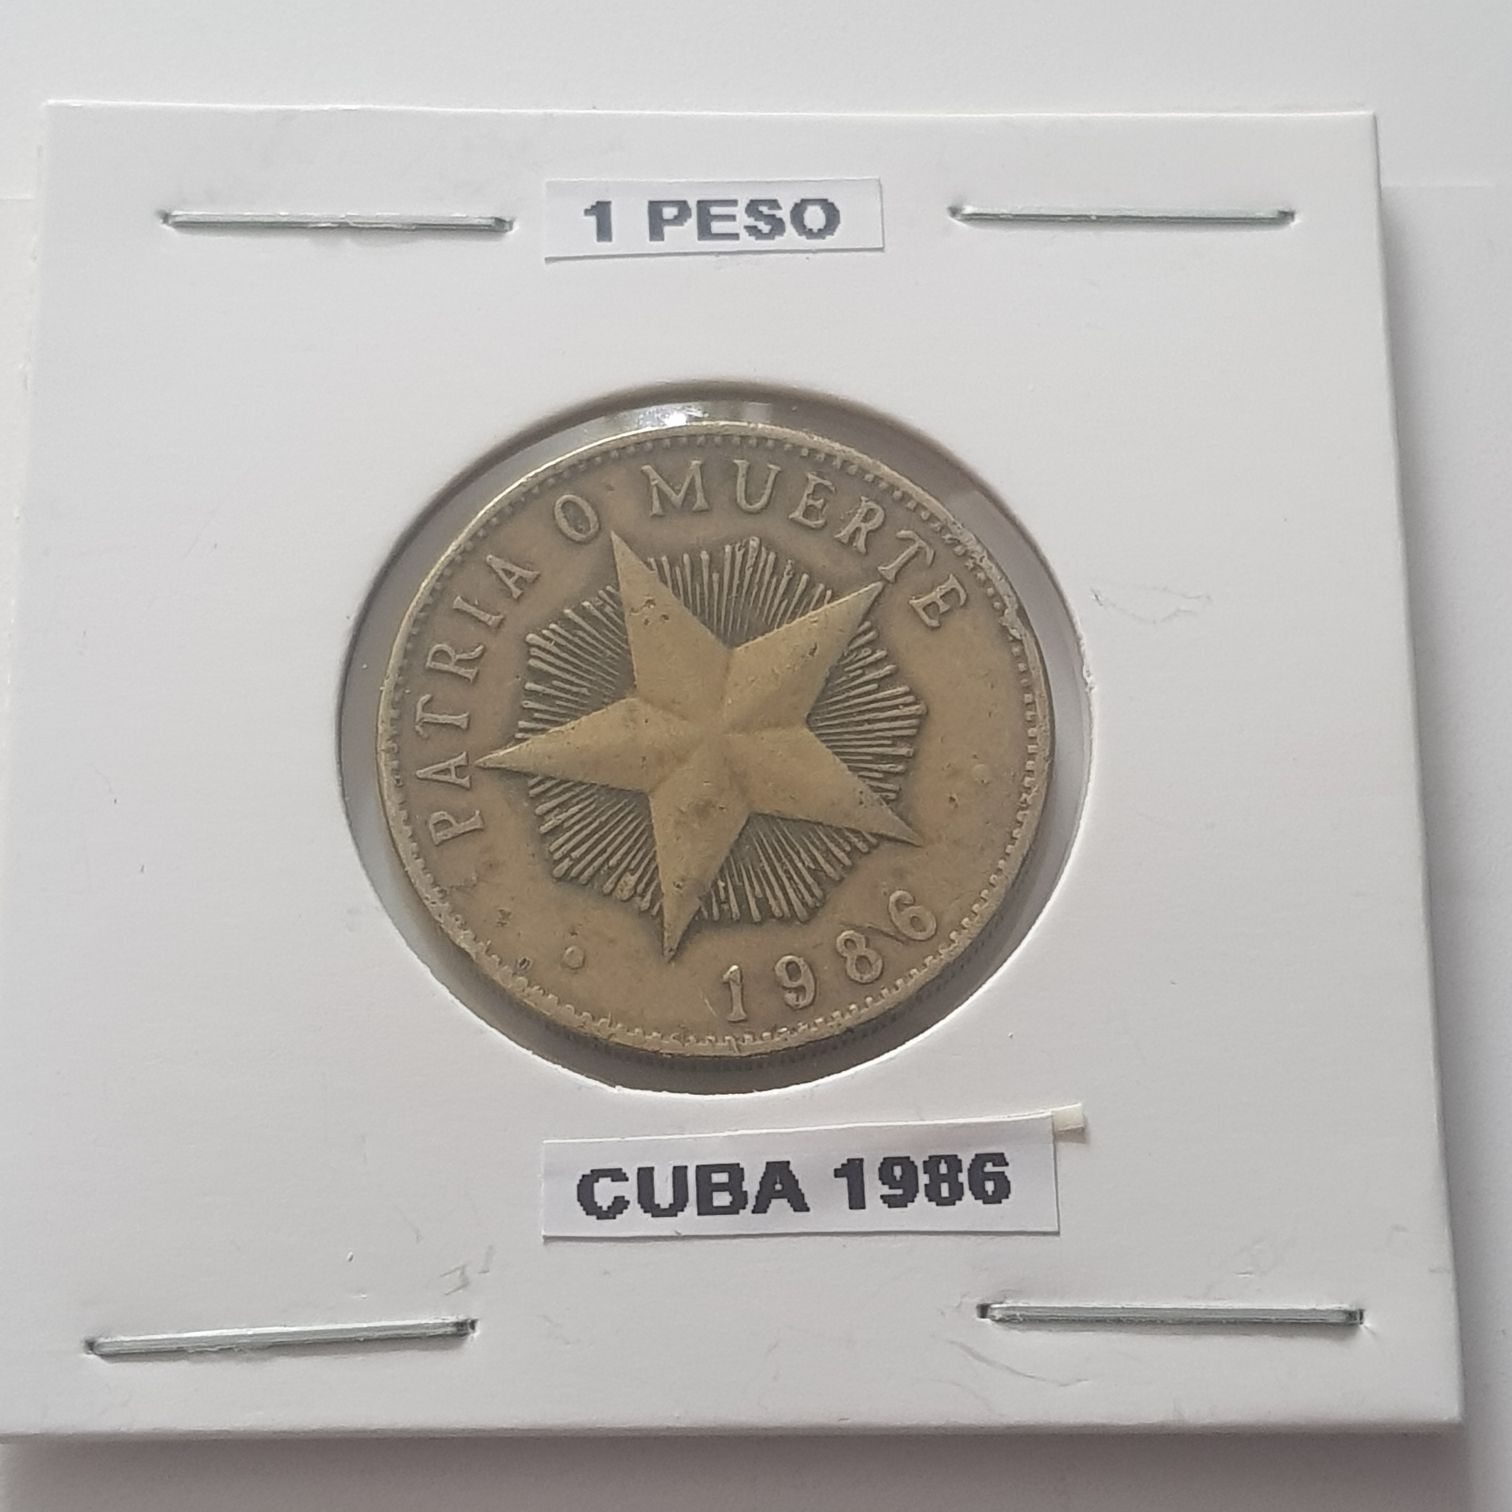 1 PESO
PATRIA O MUERTE
1986
CUBA 1986